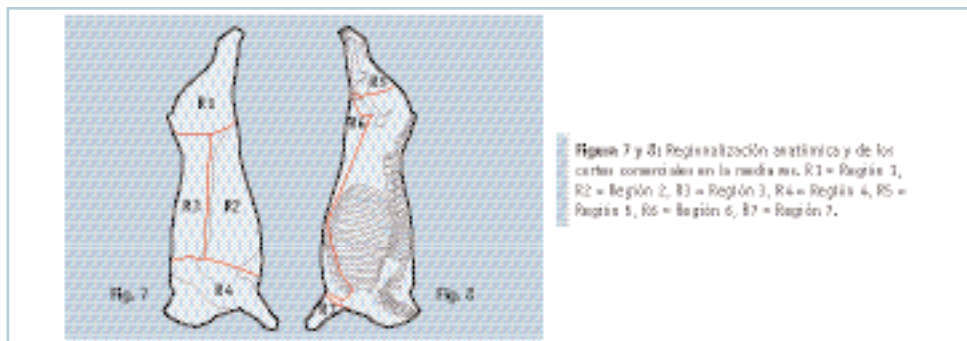 R1
R3
R2
R4
Fig. 7
R5
R6
R7
Fig. 8
Figura 7 y 8: Regionalización anatómica y de los
cortes comerciales en la media res. R1 = Región 1,
R2 = Región 2, R3 = Región 3, R4 = Región 4, R5 =
Región 5, R6 = Región 6, R7 = Región 7.